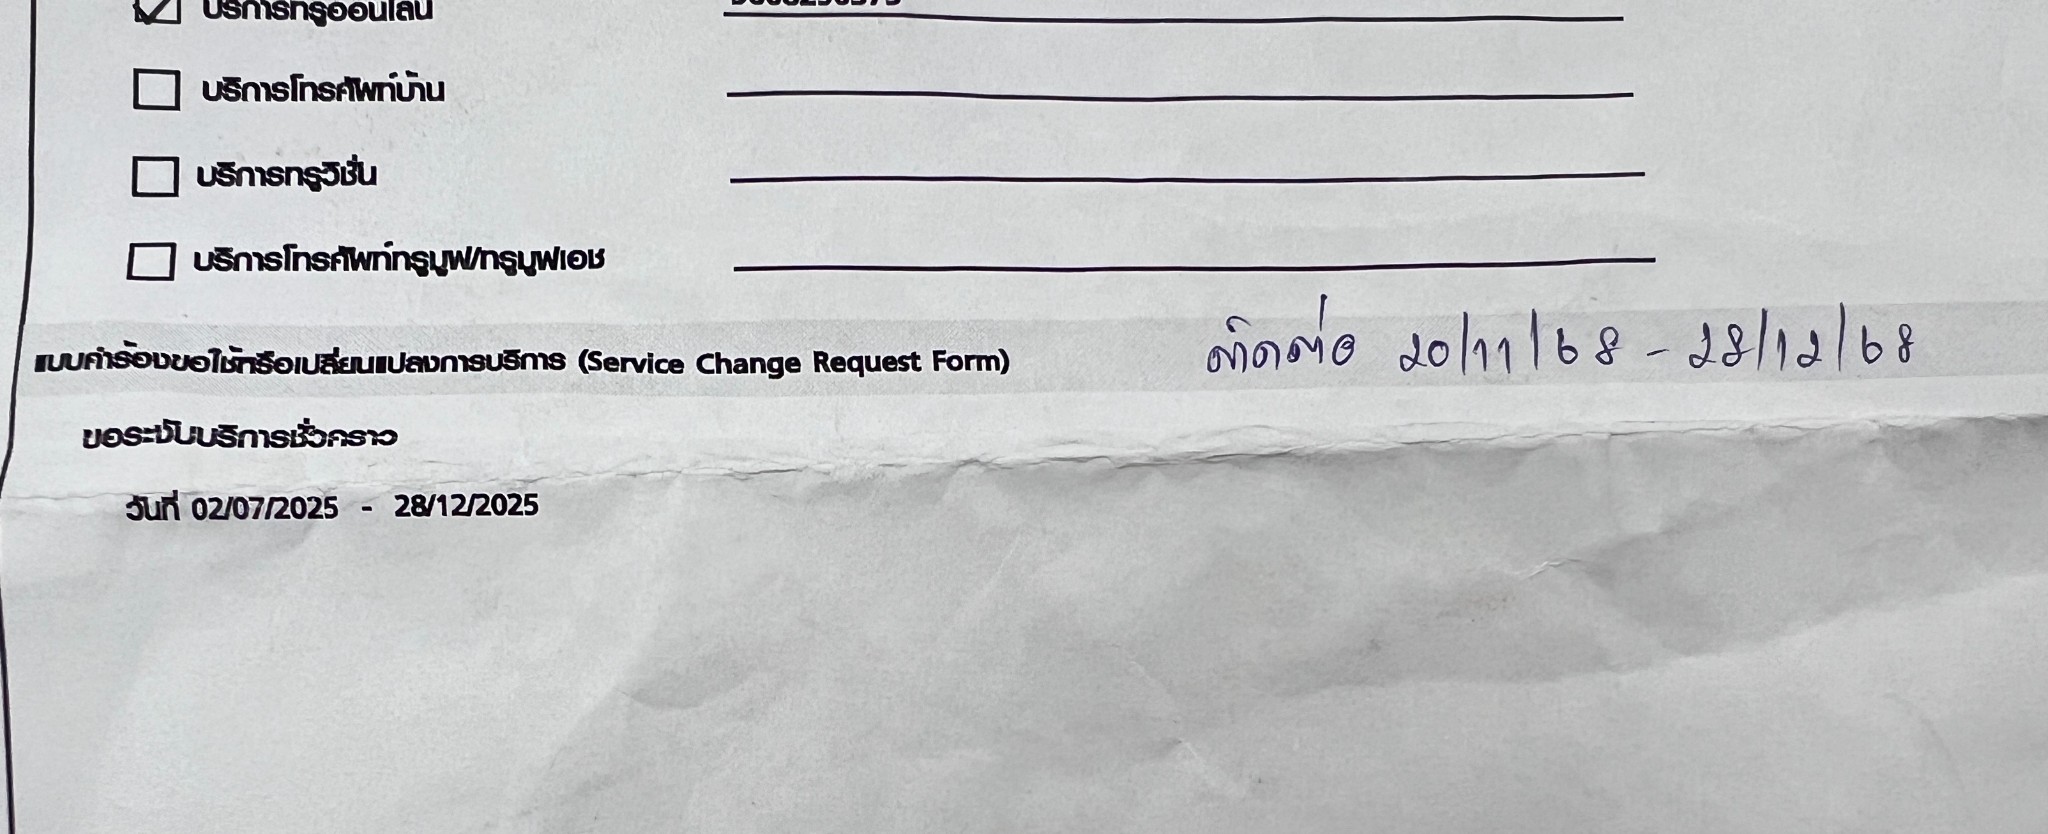 บริการทรูออนไลน์
บริการโทรศัพท์บ้าน
บริการทรูวิชั่น
บริการโทรศัพท์ทรูมูฟ/ทรูมูฟเอช
แบบคำร้องขอใช้หรือเปลี่ยนแปลงการบริการ (Service Change Request Form) ติดต่อ 20/11/68 - 28/12/68
ขอระงับบริการชั่วคราว
วันที่ 02/07/2025 - 28/12/2025